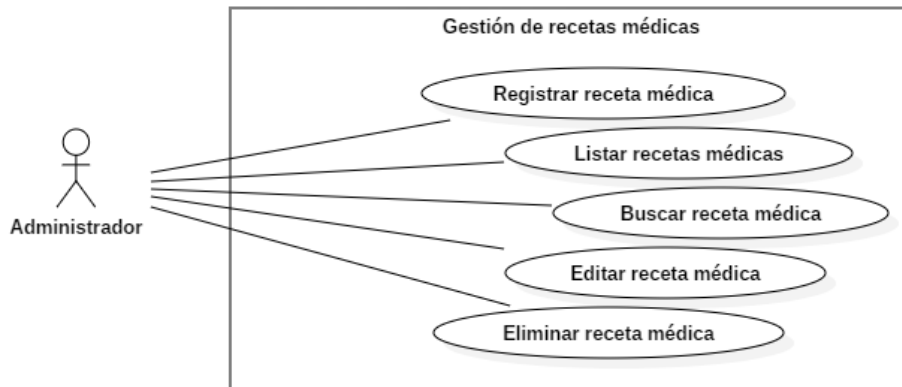 Gestión de recetas médicas
Registrar receta médica
Listar recetas médicas
Buscar receta médica
Administrador
Editar receta médica
Eliminar receta médica